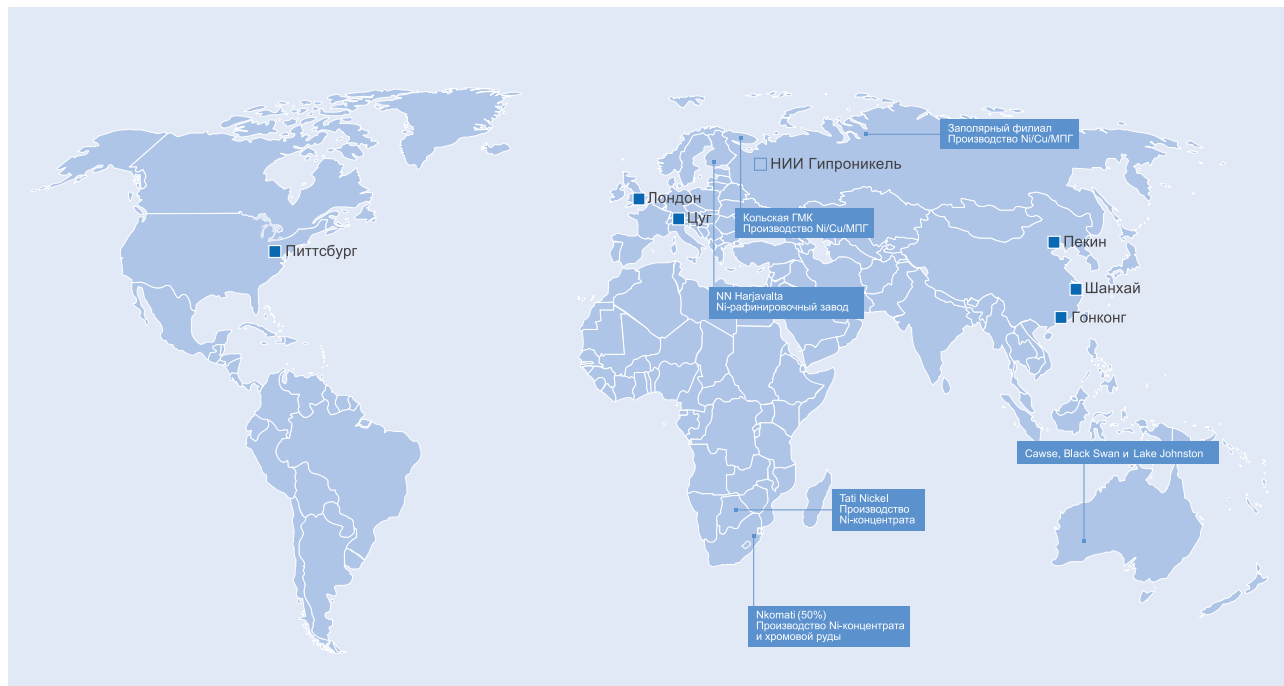 Заполярный филиал
Производство Ni/Cu/МПГ
НИИ Гипроникель
Лондон
Цуг
Кольская ГМК
Производство Ni/Cu/МПГ
Питтсбург
Пекин
Шанхай
NN Harjavalta
Ni-рафинировочный завод
Гонконг
Cawse, Black Swan и Lake Johnston
Tati Nickel
Производство
Ni-концентрата
Nkomati (50%)
Производство Ni-концентрата
и хромовой руды